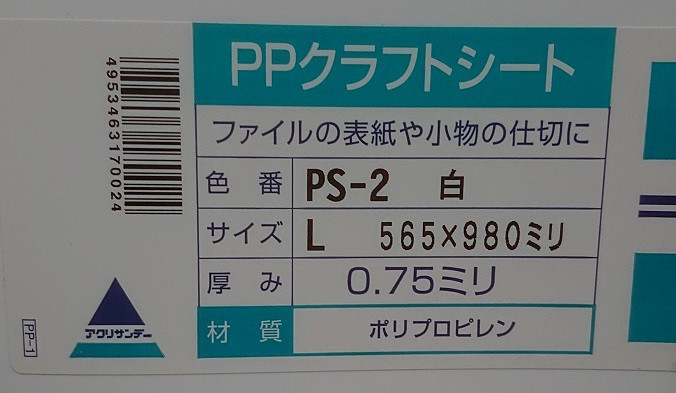 PPクラフトシート
ファイルの表紙や小物の仕切に
色 番 PS-2 白
サイズ L 565×980ミリ
厚 み 0.75ミリ
材 質 ポリプロピレン
4953463170024
アクリサンデー
PP-1